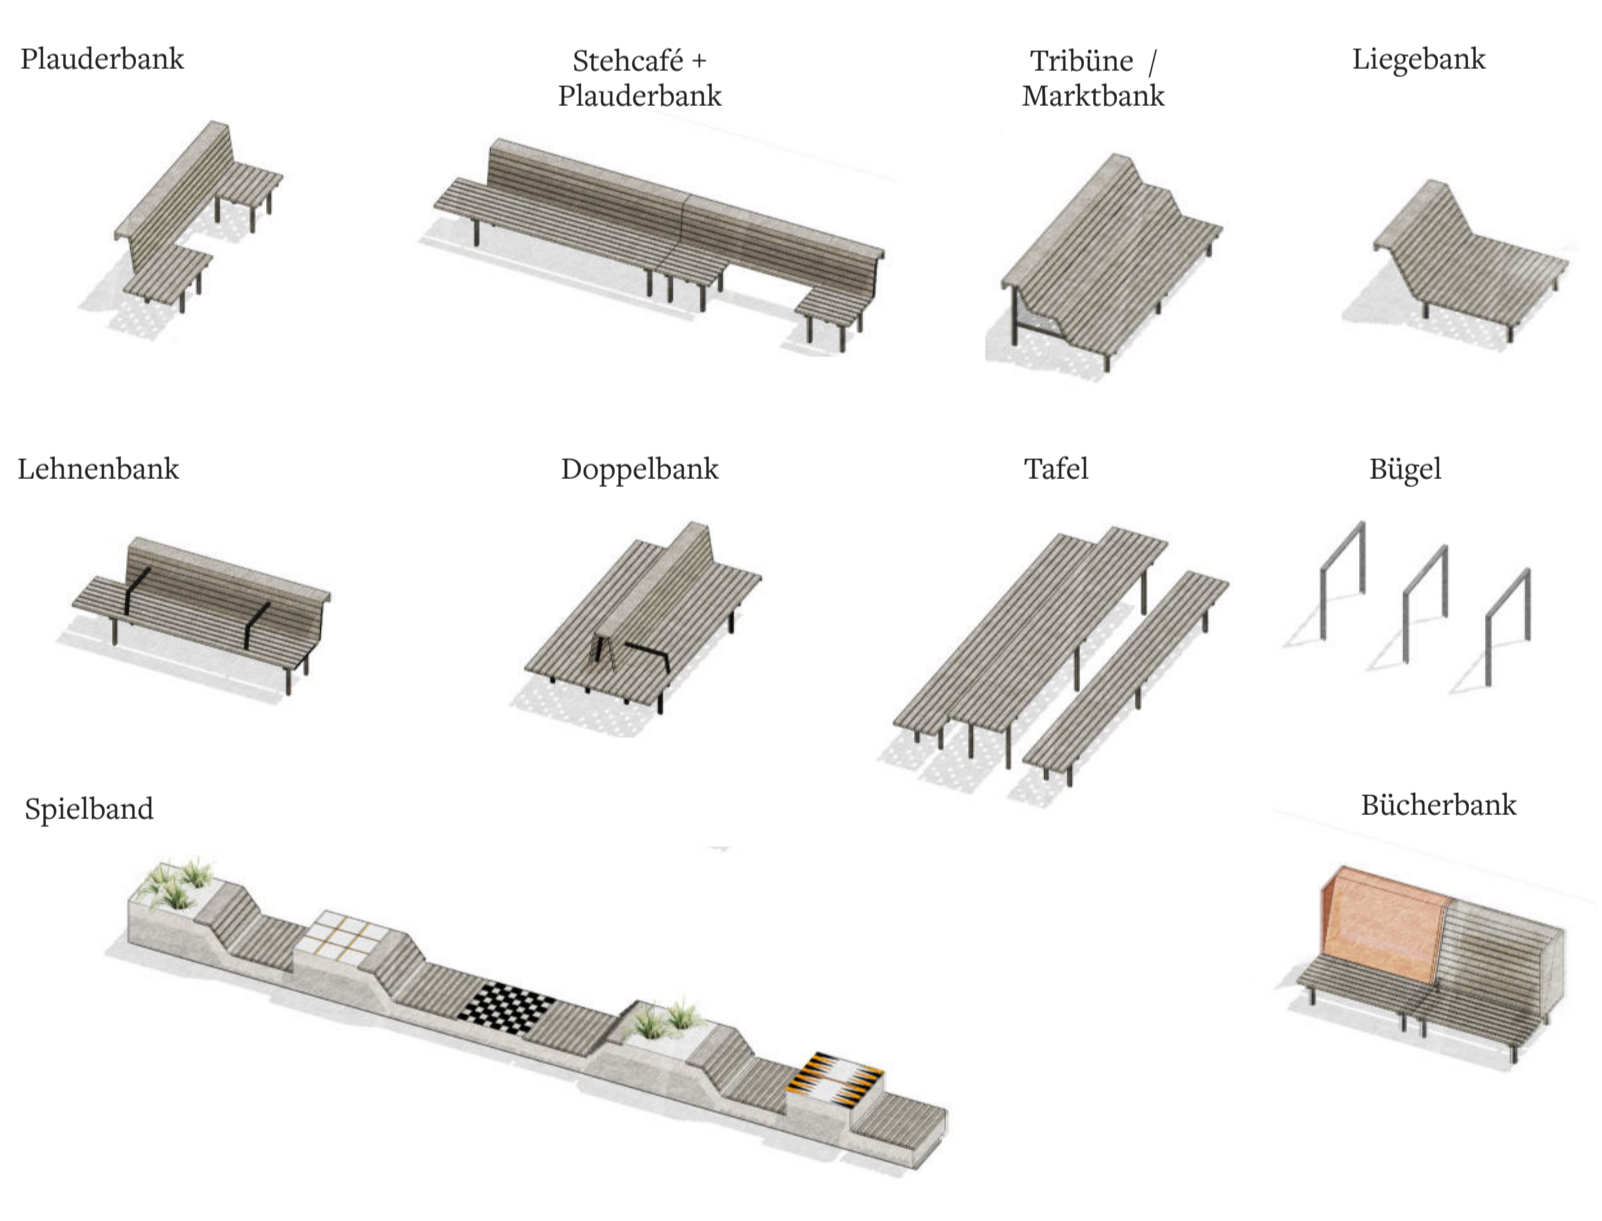 Plauderbank
Stehcafé +
Plauderbank
Tribüne /
Marktbank
Liegebank
Lehnenbank
Doppelbank
Tafel
Bügel
Spielband
Bücherbank